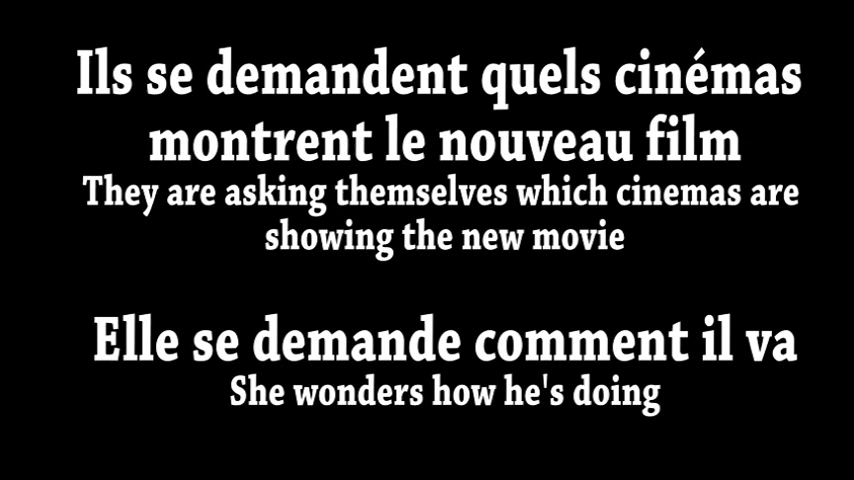 Ils se demandent quels cinémas
montrent le nouveau film
They are asking themselves which cinemas are
showing the new movie
Elle se demande comment il va
She wonders how he's doing